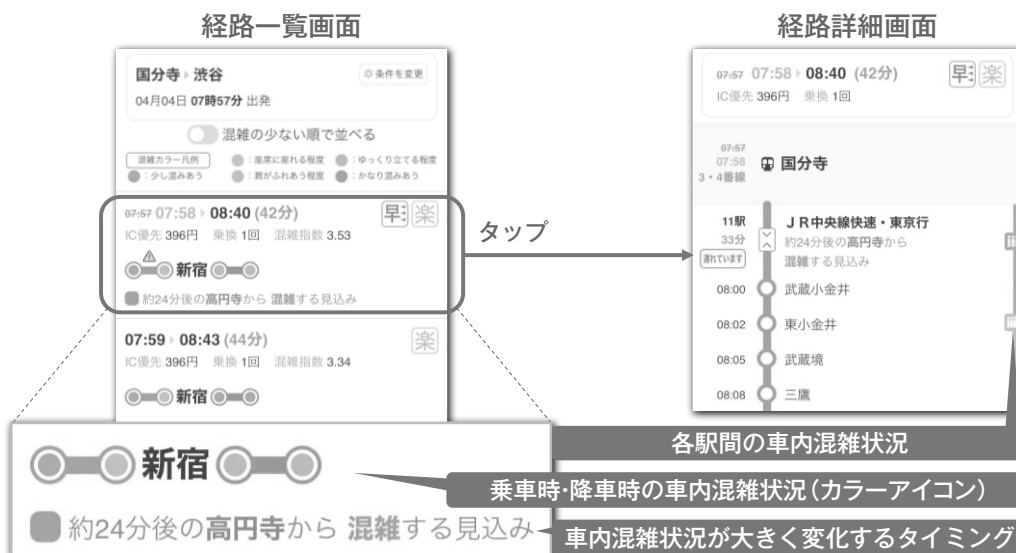 経路一覧画面
国分寺 渋谷
条件を変更
04月04日 07時57分 出発
混雑の少ない順で並べる
混雑カラー凡例 :座席に座れる程度 :ゆっくり立てる程度
:少し混みあう :肩がふれあう程度 :かなり混みあう
07:57 07:58 08:40 (42分) 早 楽
IC優先 396円 乗換 1回 混雑指数 3.53
新宿
約24分後の高円寺から 混雑する見込み
07:59 08:43 (44分) 楽
IC優先 396円 乗換 1回 混雑指数 3.34
新宿
タップ
経路詳細画面
07:57 07:58 08:40 (42分) 早 楽
IC優先 396円 乗換 1回
07:57
07:58 国分寺
3・4番線
11駅 JR中央線快速・東京行
33分 約24分後の高円寺から
遅れています 混雑する見込み
08:00 武蔵小金井
08:02 東小金井
08:05 武蔵境
08:08 三鷹
新宿
約24分後の高円寺から 混雑する見込み
各駅間の車内混雑状況
乗車時・降車時の車内混雑状況(カラーアイコン)
車内混雑状況が大きく変化するタイミング